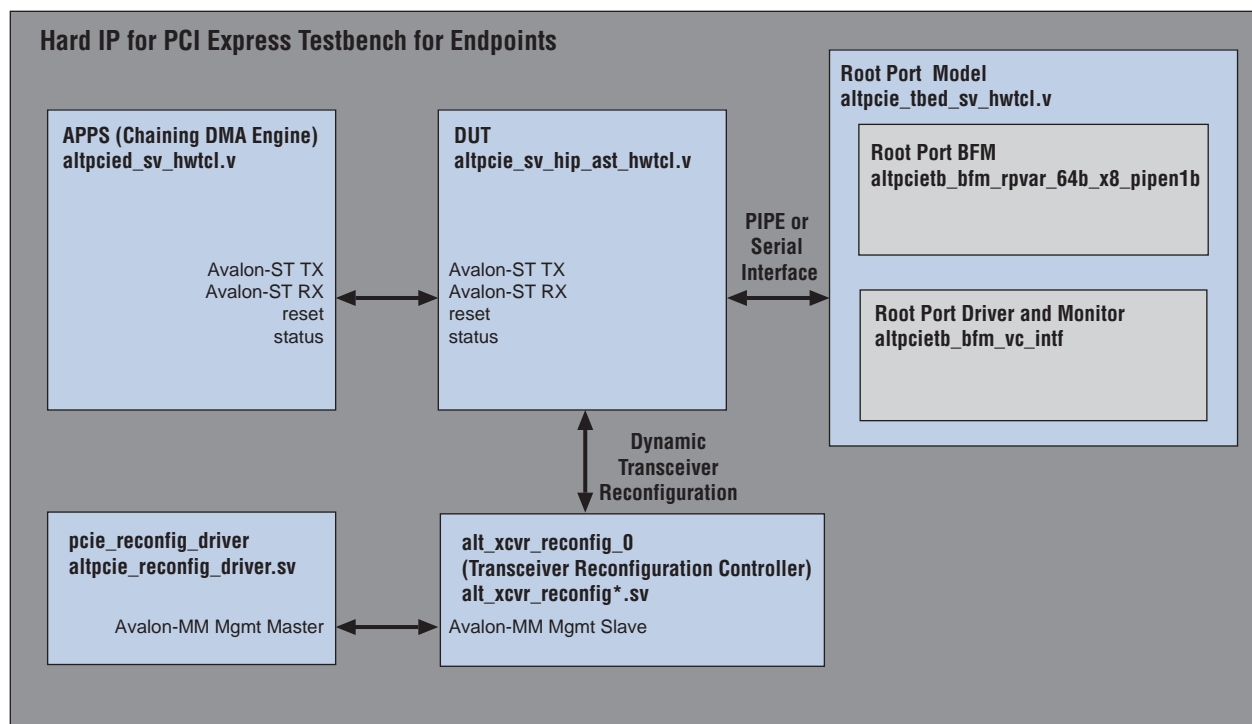 Hard IP for PCI Express Testbench for Endpoints
APPS (Chaining DMA Engine)
altpcied_sv_hwtcl.v
Avalon-ST TX
Avalon-ST RX
reset
status
DUT
altpcie_sv_hip_ast_hwtcl.v
Avalon-ST TX
Avalon-ST RX
reset
status
PIPE or
Serial
Interface
Root Port  Model
altpcie_tbed_sv_hwtcl.v
Root Port BFM
altpcietb_bfm_rpvar_64b_x8_pipen1b
Root Port Driver and Monitor
altpcietb_bfm_vc_intf
Dynamic
Transceiver
Reconfiguration
pcie_reconfig_driver
altpcie_reconfig_driver.sv
Avalon-MM Mgmt Master
alt_xcvr_reconfig_0
(Transceiver Reconfiguration Controller)
alt_xcvr_reconfig*.sv
Avalon-MM Mgmt Slave